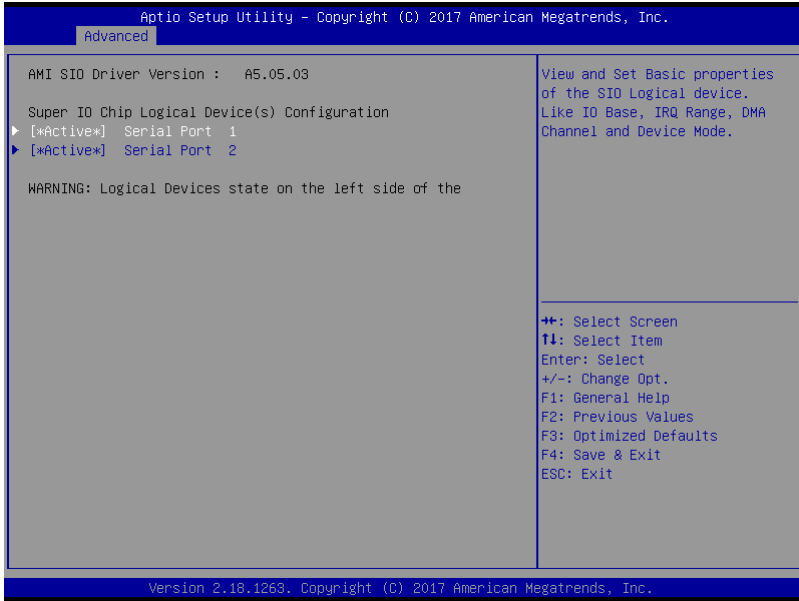 Aptio Setup Utility – Copyright (C) 2017 American Megatrends, Inc.
Advanced
AMI SIO Driver Version :   A5.05.03
Super IO Chip Logical Device(s) Configuration
[*Active*]  Serial Port  1
[*Active*]  Serial Port  2
WARNING: Logical Devices state on the left side of the
View and Set Basic properties
of the SIO Logical device.
Like IO Base, IRQ Range, DMA
Channel and Device Mode.
→←: Select Screen
↑↓: Select Item
Enter: Select
+/-: Change Opt.
F1: General Help
F2: Previous Values
F3: Optimized Defaults
F4: Save & Exit
ESC: Exit
Version 2.18.1263. Copyright (C) 2017 American Megatrends, Inc.